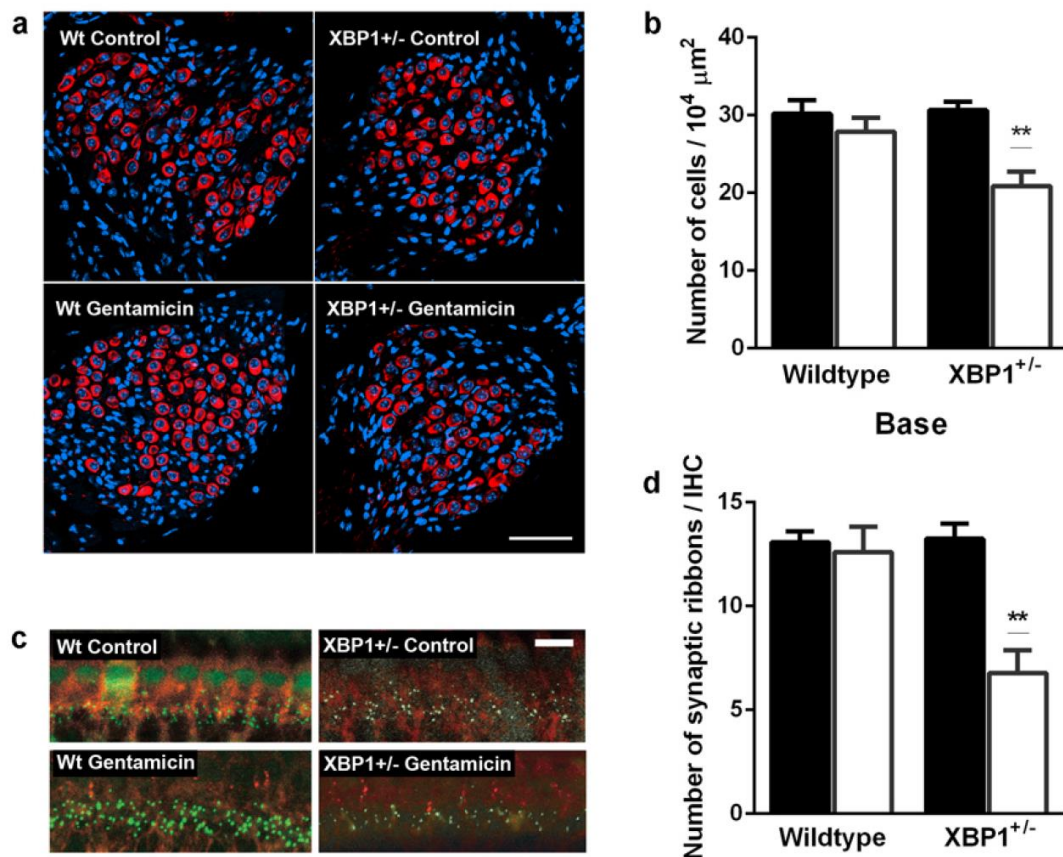 a
Wt Control
XBP1+/- Control
Wt Gentamicin
XBP1+/- Gentamicin
b
Number of cells / 10⁴ µm²
40
30
20
10
0
**
Wildtype
XBP1+/-
Base
c
Wt Control
XBP1+/- Control
Wt Gentamicin
XBP1+/- Gentamicin
d
Number of synaptic ribbons / IHC
15
10
5
0
**
Wildtype
XBP1+/-